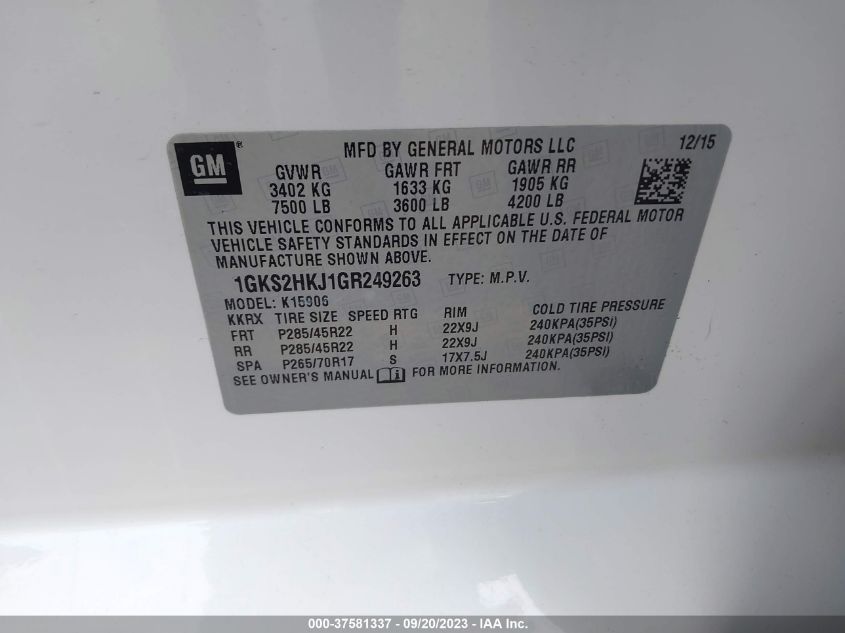 GM ® MFD BY GENERAL MOTORS LLC 12/15
GVWR GAWR FRT GAWR RR
3402 KG 1633 KG 1905 KG
7500 LB 3600 LB 4200 LB
THIS VEHICLE CONFORMS TO ALL APPLICABLE U.S. FEDERAL MOTOR
VEHICLE SAFETY STANDARDS IN EFFECT ON THE DATE OF
MANUFACTURE SHOWN ABOVE.
1GKS2HKJ1GR249263 TYPE: M.P.V.
MODEL: K15906
KKRX TIRE SIZE SPEED RTG RIM COLD TIRE PRESSURE
FRT P285/45R22 H 22X9J 240KPA(35PSI)
RR P285/45R22 H 22X9J 240KPA(35PSI)
SPA P265/70R17 S 17X7.5J 240KPA(35PSI)
SEE OWNER'S MANUAL FOR MORE INFORMATION.
000-37581337 - 09/20/2023 - IAA Inc.